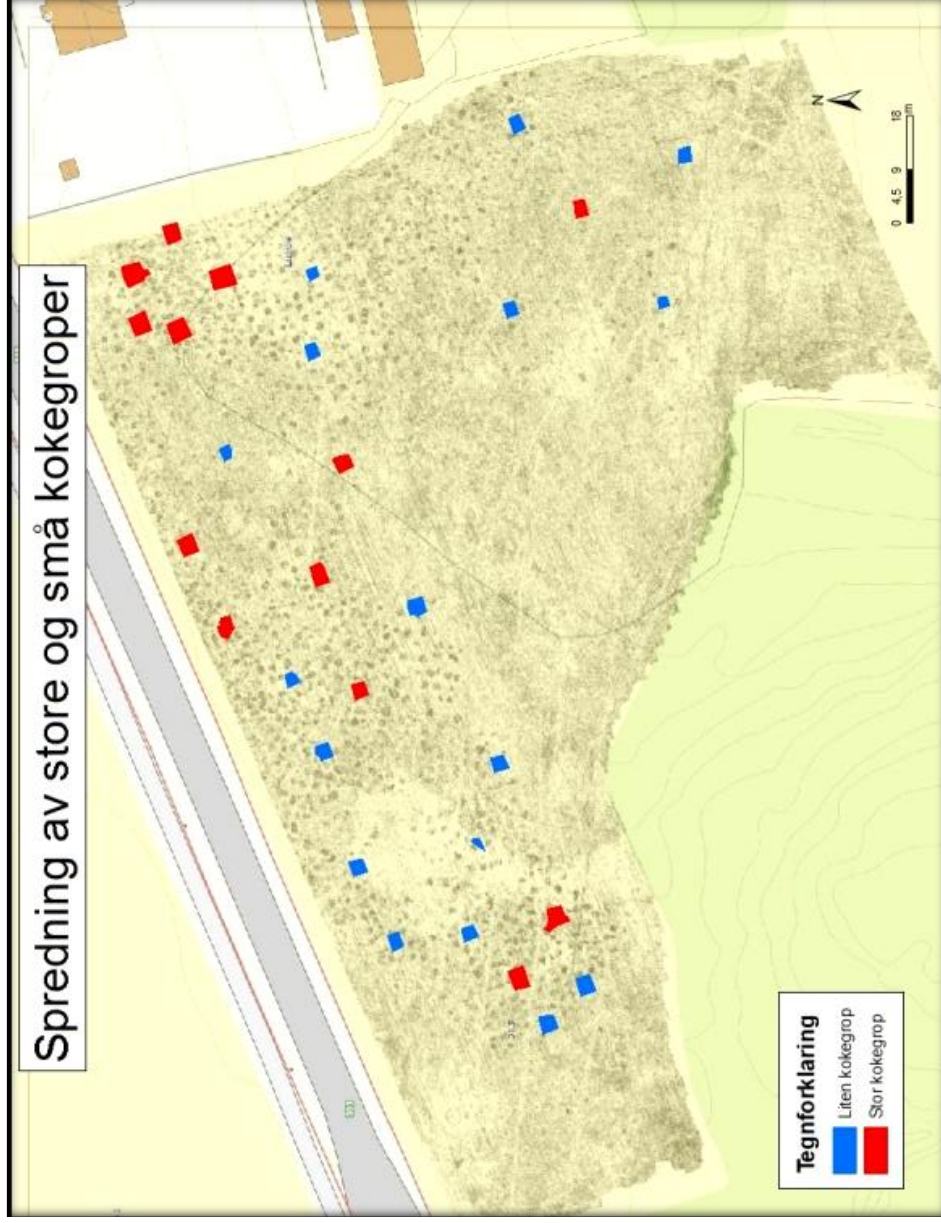 Spredning av store og små kokegroper
N
0 4,5 9 18
m
Tegnforklaring
Liten kokegrop
Stor kokegrop